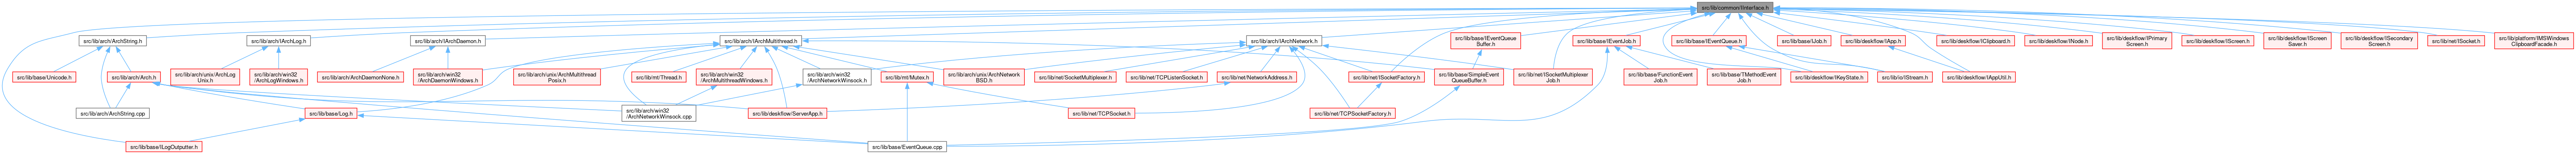 src/lib/common/IInterface.h
src/lib/arch/ArchString.h
src/lib/arch/IArchLog.h
src/lib/arch/IArchDaemon.h
src/lib/arch/IArchMultithread.h
src/lib/arch/IArchNetwork.h
src/lib/base/IEventQueue
Buffer.h
src/lib/base/IEventJob.h
src/lib/base/IEventQueue.h
src/lib/base/IJob.h
src/lib/deskflow/IApp.h
src/lib/deskflow/IClipboard.h
src/lib/deskflow/INode.h
src/lib/deskflow/IPrimary
Screen.h
src/lib/deskflow/IScreen.h
src/lib/deskflow/IScreen
Saver.h
src/lib/deskflow/ISecondary
Screen.h
src/lib/net/ISocket.h
src/lib/platform/IMSWindows
ClipboardFacade.h
src/lib/base/Unicode.h
src/lib/arch/Arch.h
src/lib/arch/unix/ArchLog
Unix.h
src/lib/arch/win32
/ArchLogWindows.h
src/lib/arch/ArchDaemonNone.h
src/lib/arch/win32
/ArchDaemonWindows.h
src/lib/arch/unix/ArchMultithread
Posix.h
src/lib/mt/Thread.h
src/lib/arch/win32
/ArchMultithreadWindows.h
src/lib/arch/win32
/ArchNetworkWinsock.h
src/lib/mt/Mutex.h
src/lib/arch/unix/ArchNetwork
BSD.h
src/lib/net/SocketMultiplexer.h
src/lib/net/TCPListenSocket.h
src/lib/net/NetworkAddress.h
src/lib/net/ISocketFactory.h
src/lib/base/SimpleEvent
QueueBuffer.h
src/lib/net/ISocketMultiplexer
Job.h
src/lib/base/FunctionEvent
Job.h
src/lib/base/TMethodEvent
Job.h
src/lib/deskflow/IKeyState.h
src/lib/io/IStream.h
src/lib/deskflow/IAppUtil.h
src/lib/arch/ArchString.cpp
src/lib/base/Log.h
src/lib/arch/win32
/ArchNetworkWinsock.cpp
src/lib/deskflow/ServerApp.h
src/lib/net/TCPSocket.h
src/lib/net/TCPSocketFactory.h
src/lib/base/ILogOutputter.h
src/lib/base/EventQueue.cpp